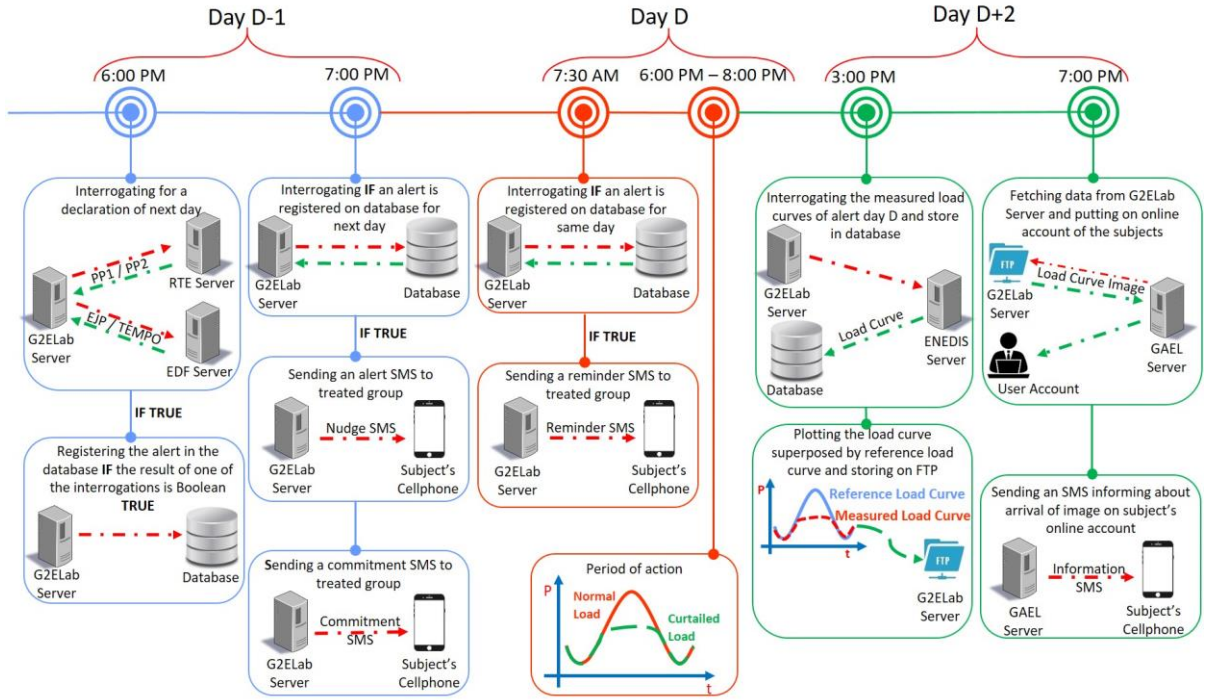 Day D-1
Day D
Day D+2
6:00 PM
7:00 PM
7:30 AM
6:00 PM – 8:00 PM
3:00 PM
7:00 PM
Interrogating for a
declaration of next day
PP1 / PP2
RTE Server
EJP / TEMPO
G2ELab
Server
EDF Server
IF TRUE
Registering the alert in the
database IF the result of one of
the interrogations is Boolean
TRUE
G2ELab
Server
Database
Interrogating IF an alert is
registered on database for
next day
G2ELab
Server
Database
IF TRUE
Sending an alert SMS to
treated group
Nudge SMS
G2ELab
Server
Subject's
Cellphone
Sending a commitment SMS to
treated group
Commitment
SMS
G2ELab
Server
Subject's
Cellphone
Interrogating IF an alert is
registered on database for
same day
G2ELab
Server
Database
IF TRUE
Sending a reminder SMS to
treated group
Reminder SMS
G2ELab
Server
Subject's
Cellphone
Period of action
P
Normal
Load
Curtailed
Load
t
Interrogating the measured load
curves of alert day D and store
in database
G2ELab
Server
Load Curve
ENEDIS
Server
Database
Plotting the load curve
superposed by reference load
curve and storing on FTP
P
Reference Load Curve
Measured Load Curve
t
FTP
G2ELab
Server
Fetching data from G2ELab
Server and putting on online
account of the subjects
FTP
Load Curve Image
G2ELab
Server
GAEL
Server
User Account
Sending an SMS informing about
arrival of image on subject's
online account
Information
SMS
GAEL
Server
Subject's
Cellphone